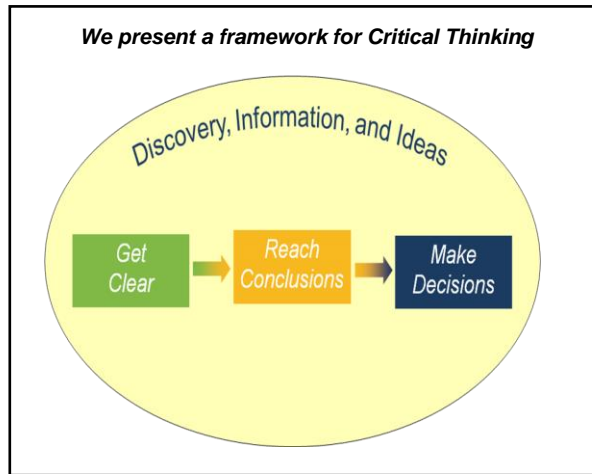 We present a framework for Critical Thinking
Discovery, Information, and Ideas
Get
Clear
Reach
Conclusions
Make
Decisions